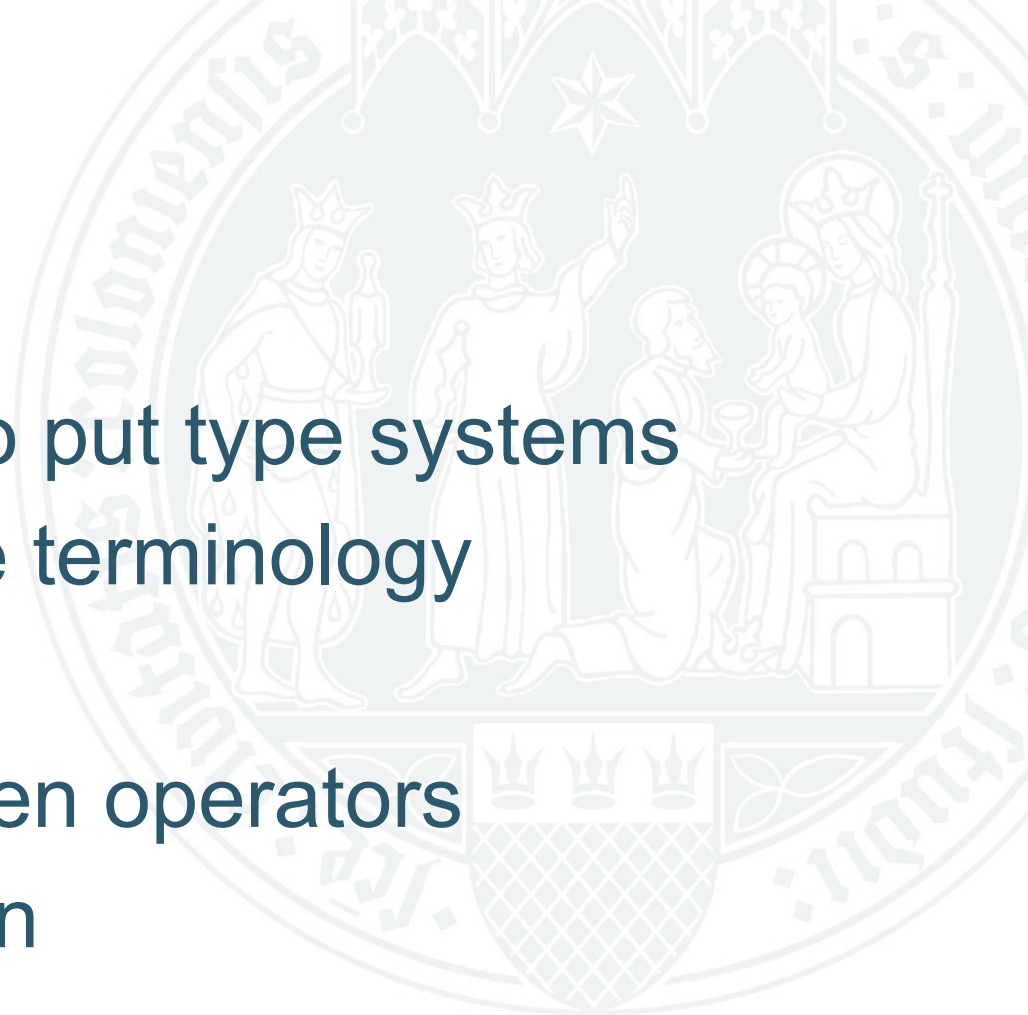 o put type systems
e terminology
en operators
n